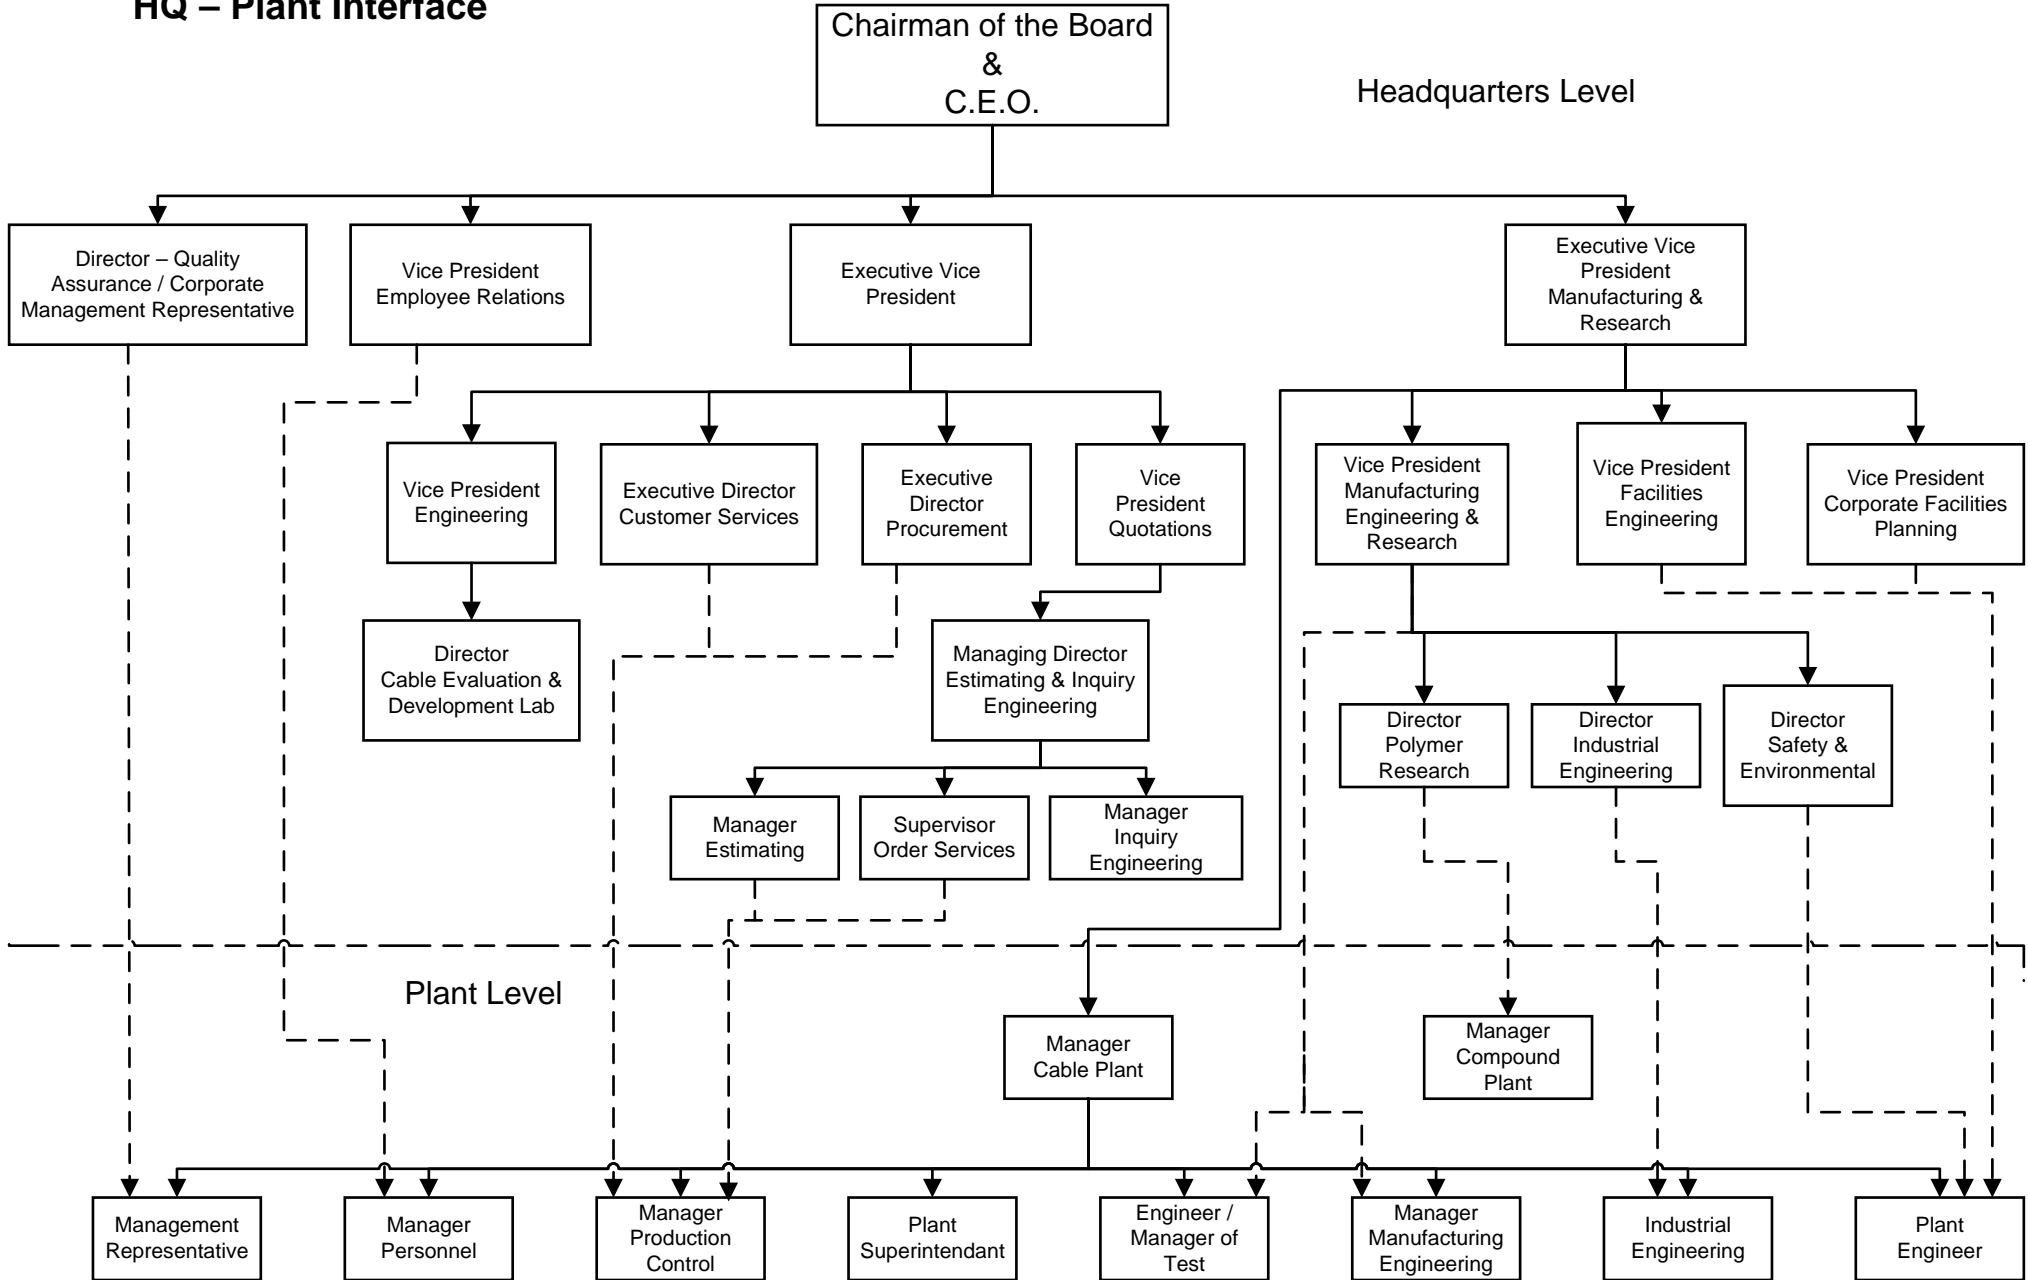 HQ – Plant Interface
Chairman of the Board
&
C.E.O.
Headquarters Level
Director – Quality
Assurance / Corporate
Management Representative
Vice President
Employee Relations
Executive Vice
President
Executive Vice
President
Manufacturing &
Research
Vice President
Engineering
Executive Director
Customer Services
Executive
Director
Procurement
Vice
President
Quotations
Vice President
Manufacturing
Engineering &
Research
Vice President
Facilities
Engineering
Vice President
Corporate Facilities
Planning
Director
Cable Evaluation &
Development Lab
Managing Director
Estimating & Inquiry
Engineering
Director
Polymer
Research
Director
Industrial
Engineering
Director
Safety &
Environmental
Manager
Estimating
Supervisor
Order Services
Manager
Inquiry
Engineering
Plant Level
Manager
Cable Plant
Manager
Compound
Plant
Management
Representative
Manager
Personnel
Manager
Production
Control
Plant
Superintendant
Engineer /
Manager of
Test
Manager
Manufacturing
Engineering
Industrial
Engineering
Plant
Engineer